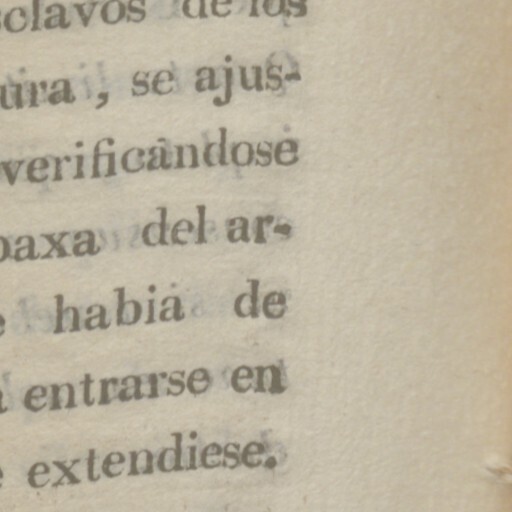 sclavos de los
ura, se ajus-
verificandose
baxa del ar-
habia de
entrarse en
extendiese.